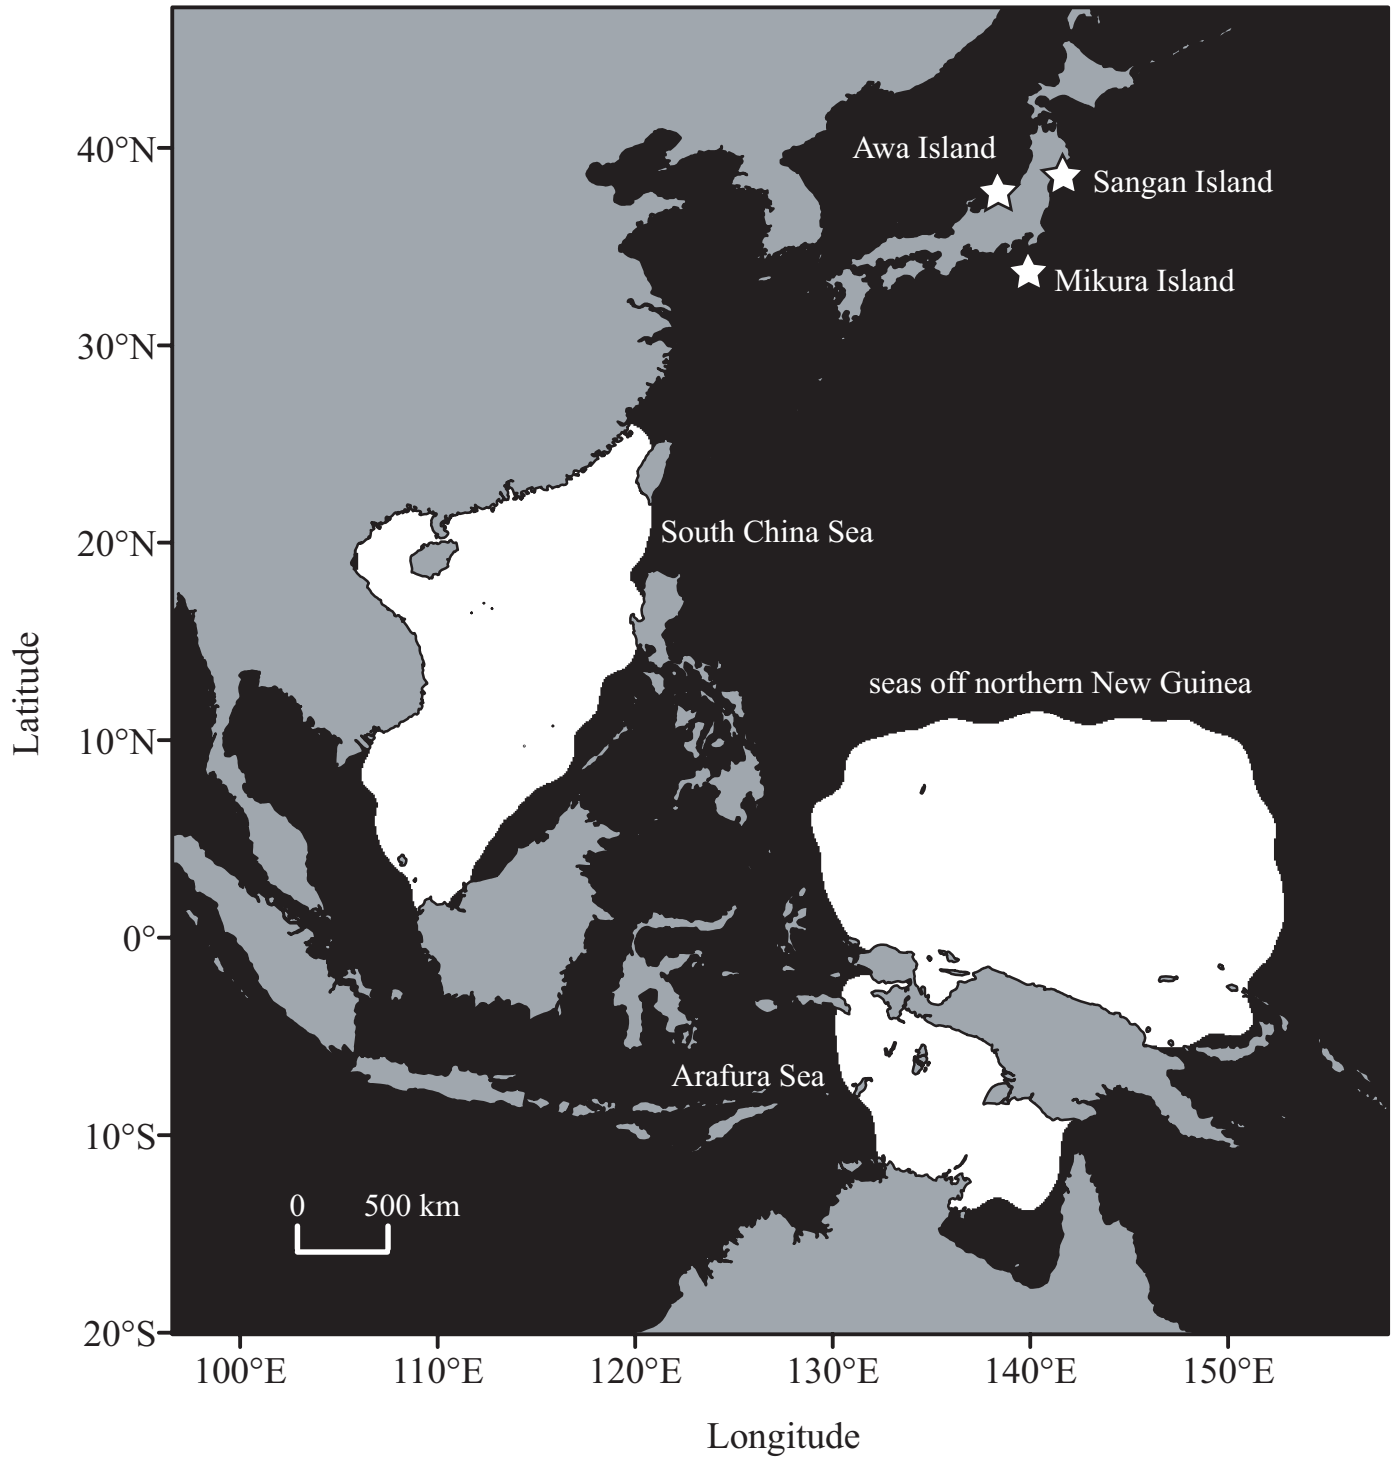 40°N
30°N
20°N
10°N
0°
10°S
20°S
Latitude
Awa Island
Sangan Island
Mikura Island
South China Sea
seas off northern New Guinea
Arafura Sea
0 500 km
100°E 110°E 120°E 130°E 140°E 150°E
Longitude